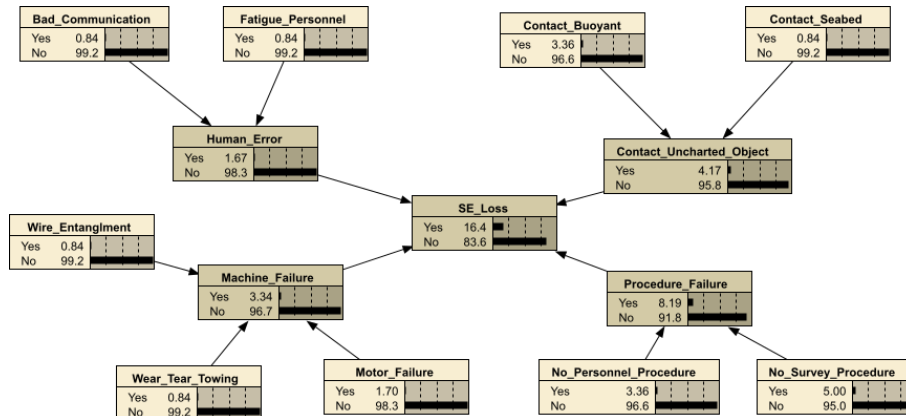 Bad_Communication
Yes 0.84
No 99.2
Fatigue_Personnel
Yes 0.84
No 99.2
Contact_Buoyant
Yes 3.36
No 96.6
Contact_Seabed
Yes 0.84
No 99.2
Human_Error
Yes 1.67
No 98.3
Contact_Uncharted_Object
Yes 4.17
No 95.8
SE_Loss
Yes 16.4
No 83.6
Wire_Entanglment
Yes 0.84
No 99.2
Machine_Failure
Yes 3.34
No 96.7
Procedure_Failure
Yes 8.19
No 91.8
Wear_Tear_Towing
Yes 0.84
No 99.2
Motor_Failure
Yes 1.70
No 98.3
No_Personnel_Procedure
Yes 3.36
No 96.6
No_Survey_Procedure
Yes 5.00
No 95.0